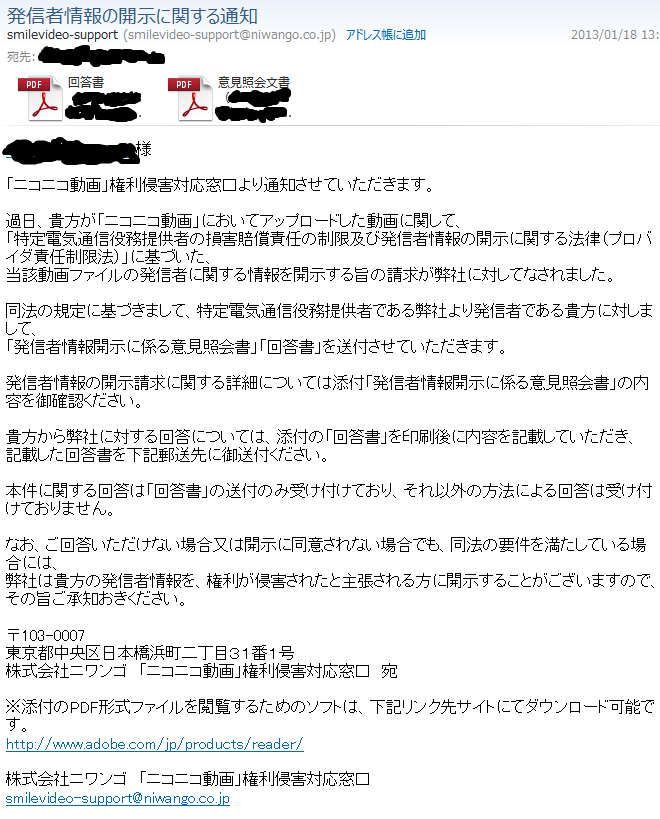 発信者情報の開示に関する通知
smilevideo-support (smilevideo-support@niwango.co.jp) アドレス帳に追加 2013/01/18 13:
宛先:
PDF 回答書 PDF 意見照会文書
様
「ニコニコ動画」権利侵害対応窓口より通知させていただきます。
過日、貴方が「ニコニコ動画」においてアップロードした動画に関して、
「特定電気通信役務提供者の損害賠償責任の制限及び発信者情報の開示に関する法律（プロバ
イダ責任制限法）」に基づいた、
当該動画ファイルの発信者に関する情報を開示する旨の請求が弊社に対してなされました。
同法の規定に基づきまして、特定電気通信役務提供者である弊社より発信者である貴方に対しま
して、
「発信者情報開示に係る意見照会書」「回答書」を送付させていただきます。
発信者情報の開示請求に関する詳細については添付「発信者情報開示に係る意見照会書」の内
容を御確認ください。
貴方から弊社に対する回答については、添付の「回答書」を印刷後に内容を記載していただき、
記載した回答書を下記郵送先に御送付ください。
本件に関する回答は「回答書」の送付のみ受け付けており、それ以外の方法による回答は受け付
けておりません。
なお、ご回答いただけない場合又は開示に同意されない場合でも、同法の要件を満たしている場
合には、
弊社は貴方の発信者情報を、権利が侵害されたと主張される方に開示することがございますので、
その旨ご承知おきください。
〒103-0007
東京都中央区日本橋浜町二丁目３１番１号
株式会社ニワンゴ 「ニコニコ動画」権利侵害対応窓口 宛
※添付のPDF形式ファイルを閲覧するためのソフトは、下記リンク先サイトにてダウンロード可能で
す。
http://www.adobe.com/jp/products/reader/
株式会社ニワンゴ 「ニコニコ動画」権利侵害対応窓口
smilevideo-support@niwango.co.jp